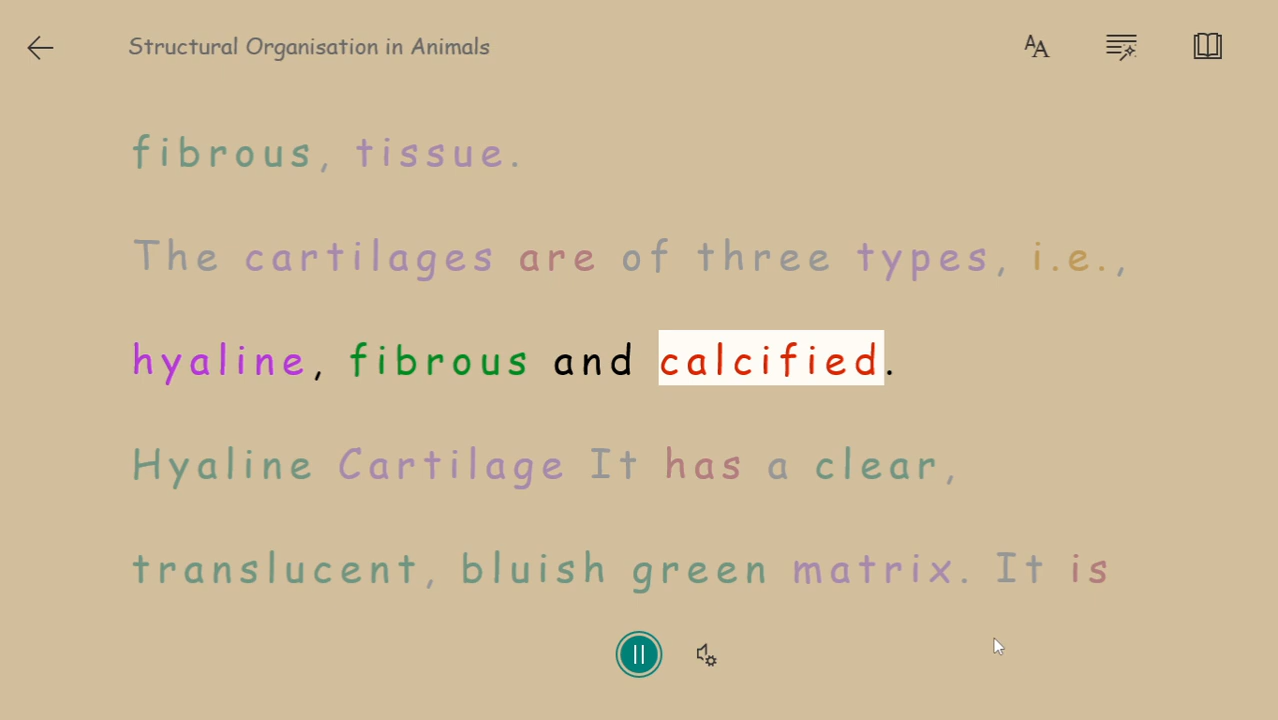 Structural Organisation in Animals
fibrous, tissue.
The cartilages are of three types, i.e.,
hyaline, fibrous and calcified.
Hyaline Cartilage It has a clear,
translucent, bluish green matrix. It is